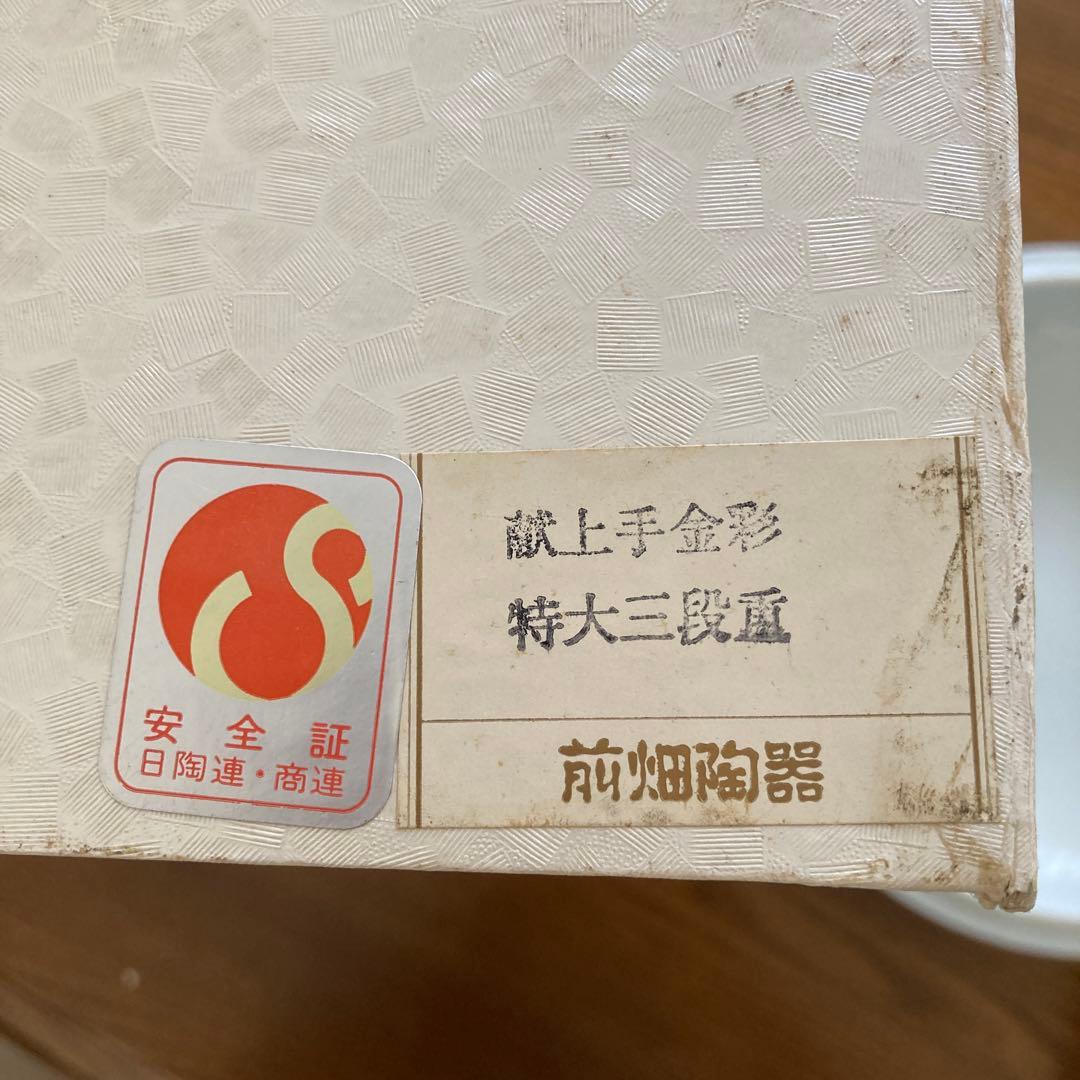 献上手金彩
特大三段重
前畑陶器
安全証
日陶連・商連